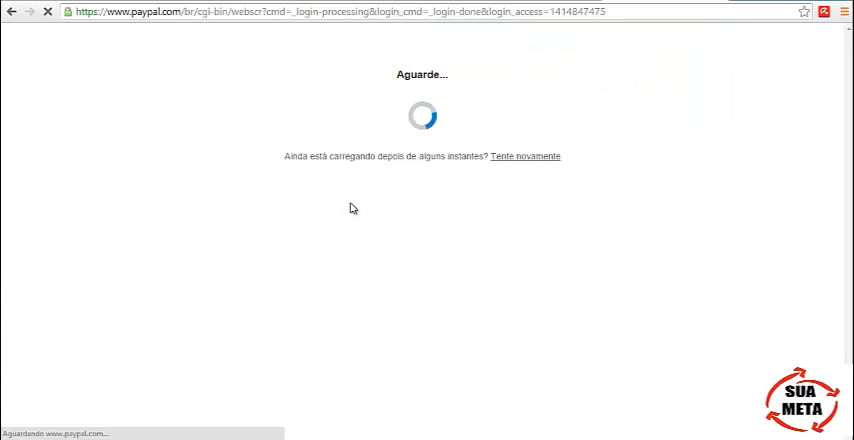 https://www.paypal.com/br/cgi-bin/webscr?cmd=_login-processing&login_cmd=_login-done&login_access=1414847475
Aguarde...
Ainda está carregando depois de alguns instantes? Tente novamente
SUA
META
Aguardando www.paypal.com...